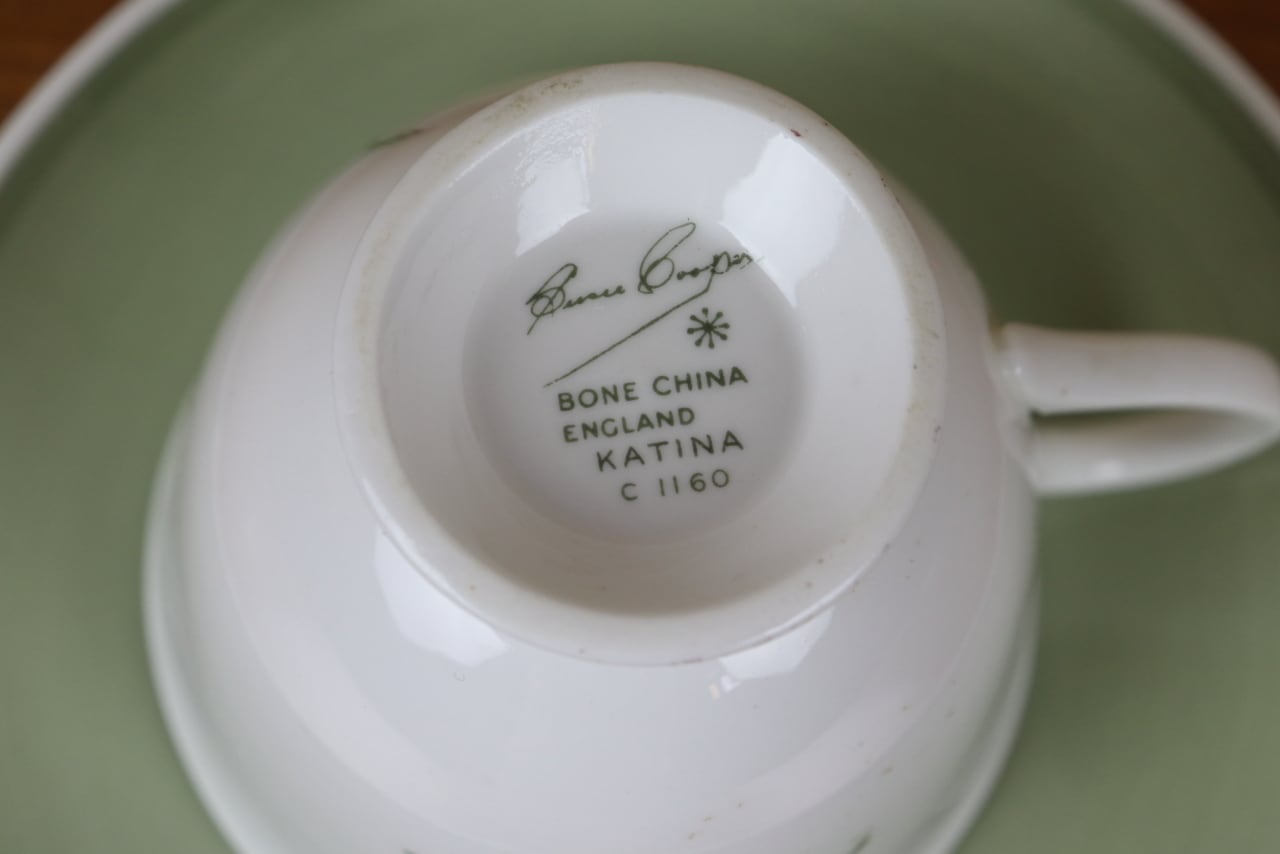 Susie Cooper
BONE CHINA
ENGLAND
KATINA
C 1160